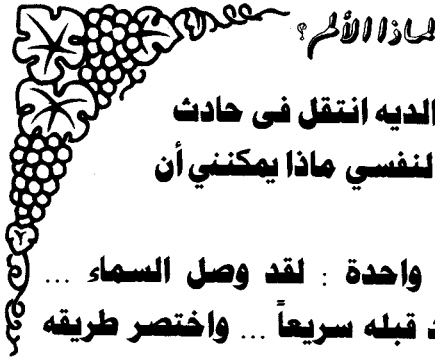 لماذا الألم ؟
الديه انتقل فى حادث
لنفسي ماذا يمكنني أن
واحدة : لقد وصل السماء ...
قبله سريعاً ... واختصر طريقه